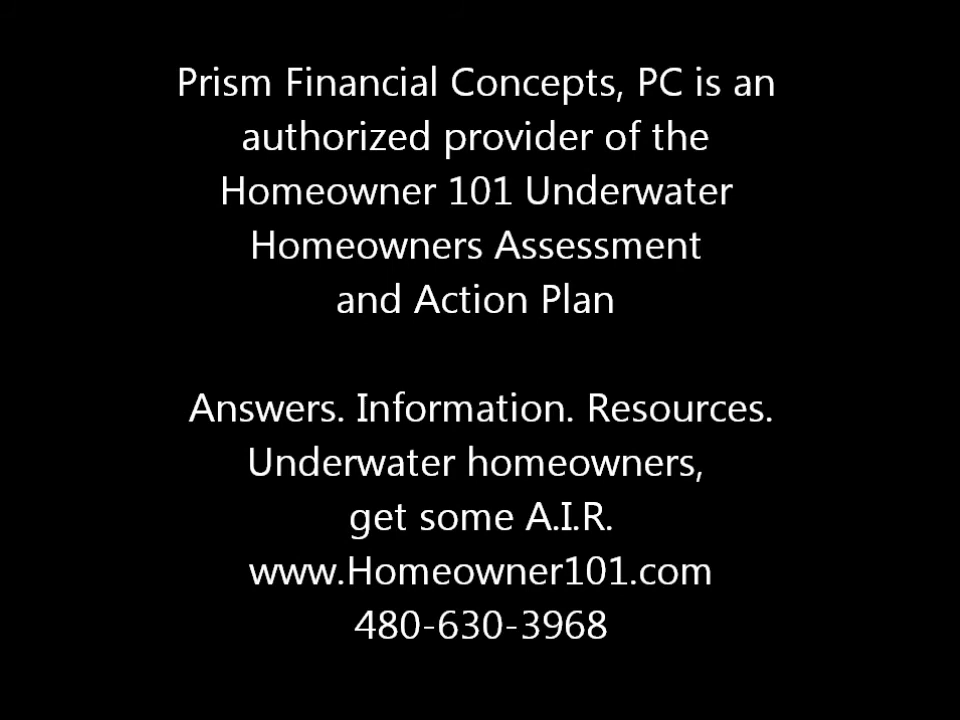 Prism Financial Concepts, PC is an
authorized provider of the
Homeowner 101 Underwater
Homeowners Assessment
and Action Plan
Answers. Information. Resources.
Underwater homeowners,
get some A.I.R.
www.Homeowner101.com
480-630-3968